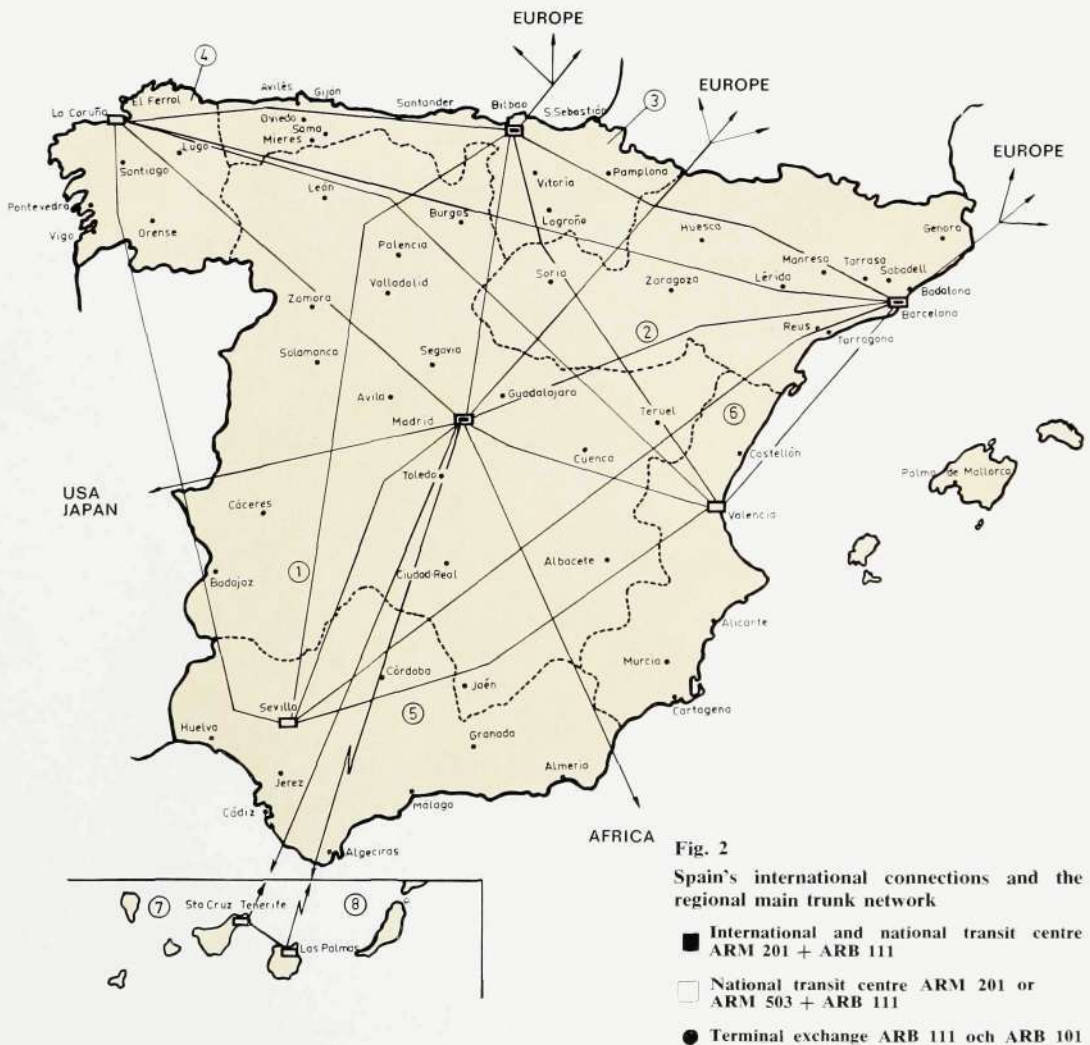 EUROPE
EUROPE
EUROPE
4
3
El Ferrol
Avilès
Gijón
Santander
Bilbao
S.Sebastión
La Coruña
Oviedo
Sama
Mieres
Lugo
Santiago
León
Vitoria
Pamplona
Pontevedra
Vigo
Orense
Burgos
Logroño
Huesca
Gerona
Palencia
Manresa
Tarrasa
Sabadell
Soria
Zaragoza
Lérida
Badalona
Valladolid
Zamora
Barcelona
Reus
Tarragona
2
Salamanca
Segovia
Avila
Guadalajara
Madrid
Teruel
6
Cuenca
Castellón
Toledo
Palma de Mallorca
USA
JAPAN
Cáceres
Valencia
1
Badajoz
Ciudad-Real
Albacete
Alicante
Murcia
Córdoba
Jaén
Cartagena
Sevilla
5
Huelva
Granada
Jerez
Almeria
Cádiz
Málago
AFRICA
Algeciras
7
Sta Cruz Tenerife
8
Las Palmas
Fig. 2
Spain's international connections and the
regional main trunk network
International and national transit centre
ARM 201 + ARB 111
National transit centre ARM 201 or
ARM 503 + ARB 111
Terminal exchange ARB 111 och ARB 101